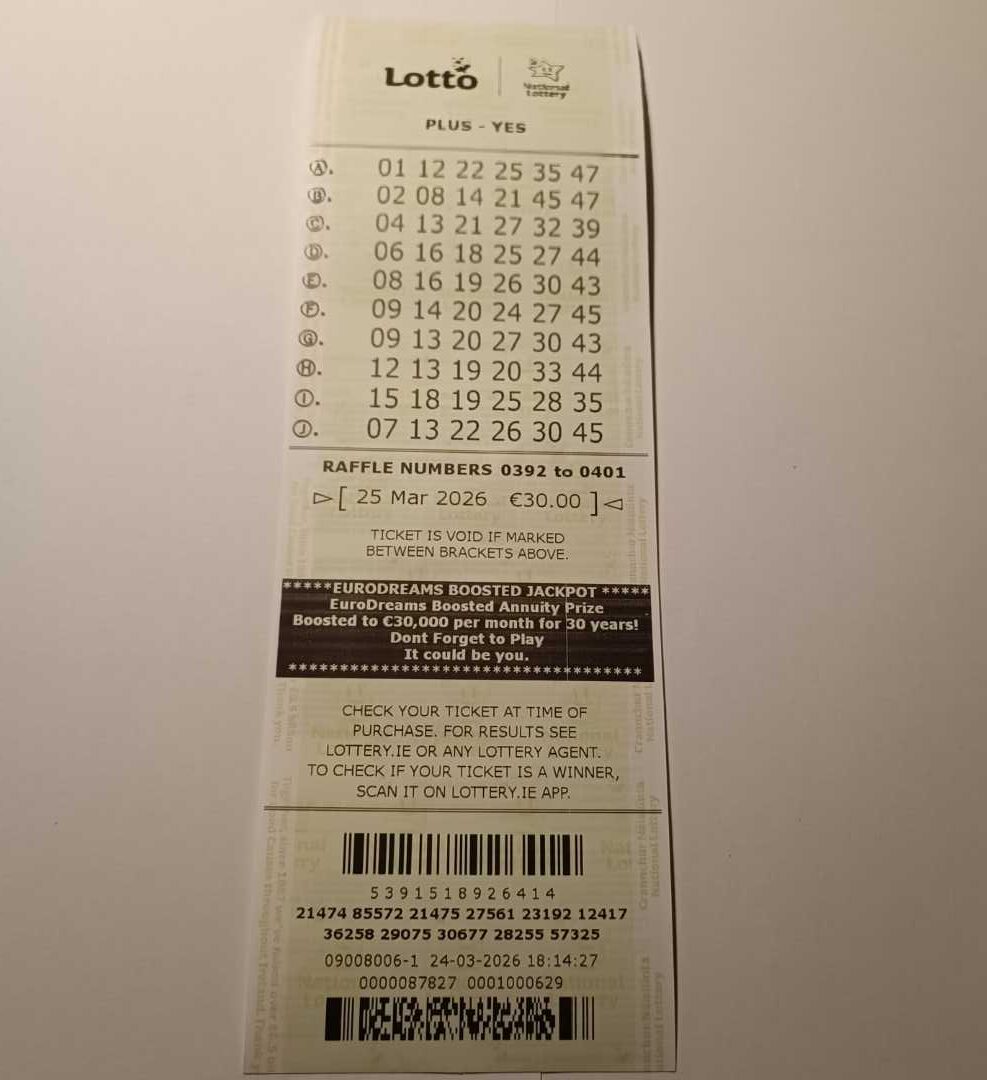 Lotto
National
Lottery
PLUS - YES
A. 01 12 22 25 35 47
B. 02 08 14 21 45 47
C. 04 13 21 27 32 39
D. 06 16 18 25 27 44
E. 08 16 19 26 30 43
F. 09 14 20 24 27 45
G. 09 13 20 27 30 43
H. 12 13 19 20 33 44
I. 15 18 19 25 28 35
J. 07 13 22 26 30 45
RAFFLE NUMBERS 0392 to 0401
[ 25 Mar 2026 €30.00 ]
TICKET IS VOID IF MARKED
BETWEEN BRACKETS ABOVE.
*****EURODREAMS BOOSTED JACKPOT *****
EuroDreams Boosted Annuity Prize
Boosted to €30,000 per month for 30 years!
Dont Forget to Play
It could be you.
***********************************
CHECK YOUR TICKET AT TIME OF
PURCHASE. FOR RESULTS SEE
LOTTERY.IE OR ANY LOTTERY AGENT.
TO CHECK IF YOUR TICKET IS A WINNER,
SCAN IT ON LOTTERY.IE APP.
5391518926414
21474 85572 21475 27561 23192 12417
36258 29075 30677 28255 57325
09008006-1 24-03-2026 18:14:27
0000087827 0001000629